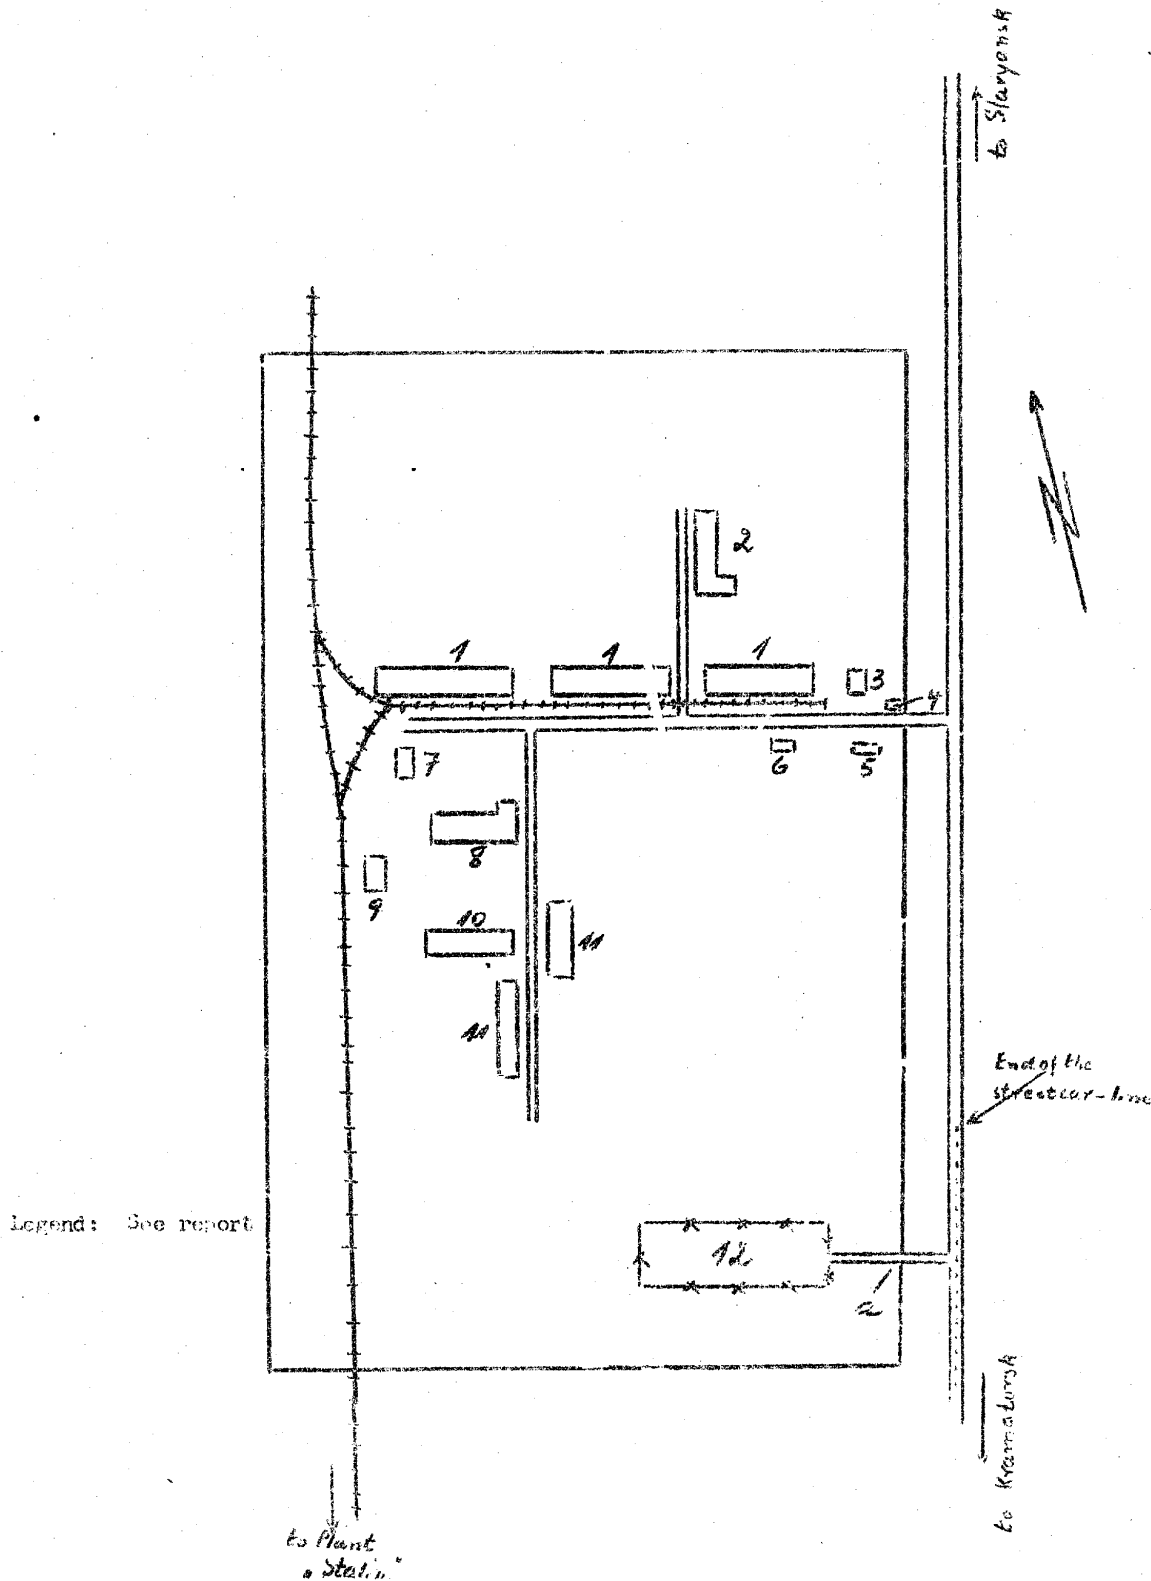 to Slavyansk
N
2
1
1
1
3
4
7
6
5
8
9
10
11
11
End of the
streetcar-line
Legend: See report
12
a
to Kramatorsk
to Plant
„Stalin"